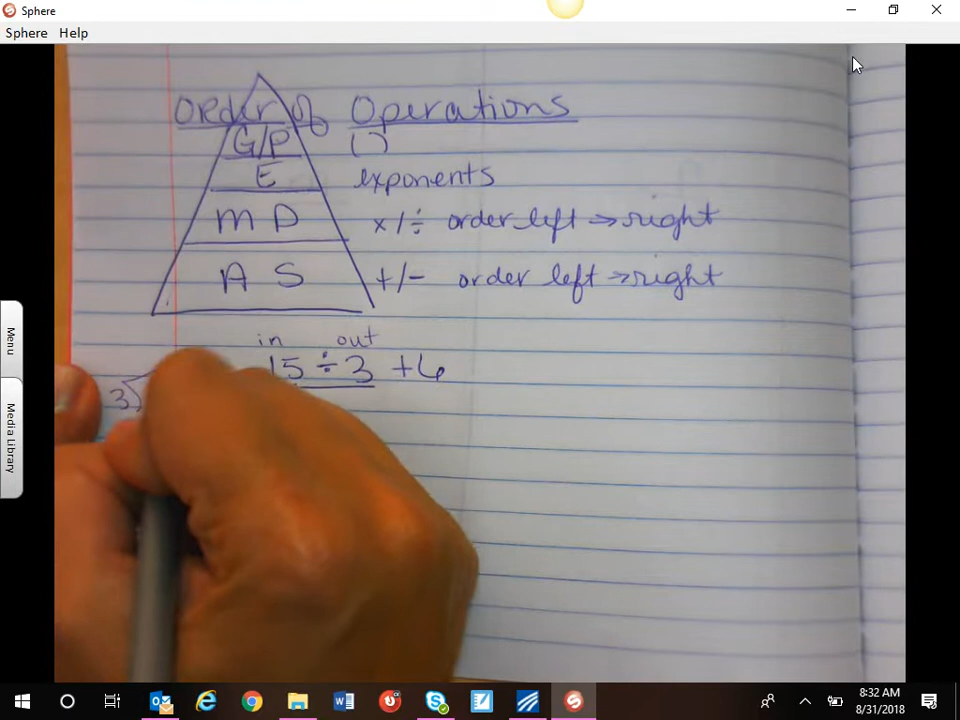 Sphere
Sphere Help
Order of Operations
G/P ( )
E exponents
M D ×/÷ order left → right
A S +/- order left → right
in out
15 ÷ 3 + 6
3
Menu
Media Library
8:32 AM
8/31/2018